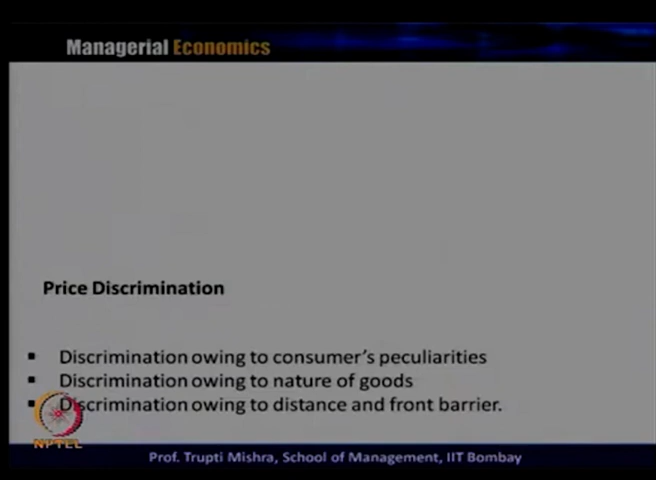 Managerial Economics
Price Discrimination
▪ Discrimination owing to consumer's peculiarities
▪ Discrimination owing to nature of goods
▪ Discrimination owing to distance and front barrier.
NPTEL
Prof. Trupti Mishra, School of Management, IIT Bombay